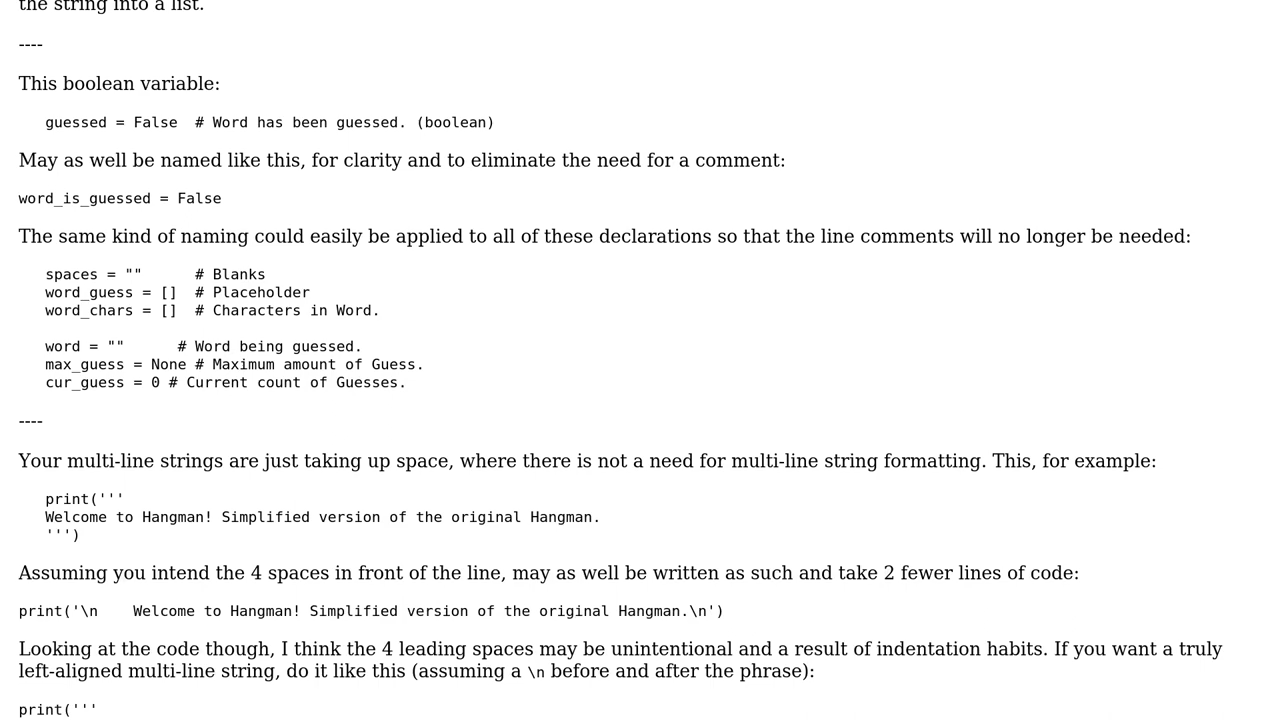 the string into a list.
----
This boolean variable:
guessed = False  # Word has been guessed. (boolean)
May as well be named like this, for clarity and to eliminate the need for a comment:
word_is_guessed = False
The same kind of naming could easily be applied to all of these declarations so that the line comments will no longer be needed:
spaces = ""      # Blanks
word_guess = []  # Placeholder
word_chars = []  # Characters in Word.
word = ""      # Word being guessed.
max_guess = None # Maximum amount of Guess.
cur_guess = 0 # Current count of Guesses.
----
Your multi-line strings are just taking up space, where there is not a need for multi-line string formatting. This, for example:
print('''
Welcome to Hangman! Simplified version of the original Hangman.
''')
Assuming you intend the 4 spaces in front of the line, may as well be written as such and take 2 fewer lines of code:
print('\n    Welcome to Hangman! Simplified version of the original Hangman.\n')
Looking at the code though, I think the 4 leading spaces may be unintentional and a result of indentation habits. If you want a truly
left-aligned multi-line string, do it like this (assuming a \n before and after the phrase):
print('''